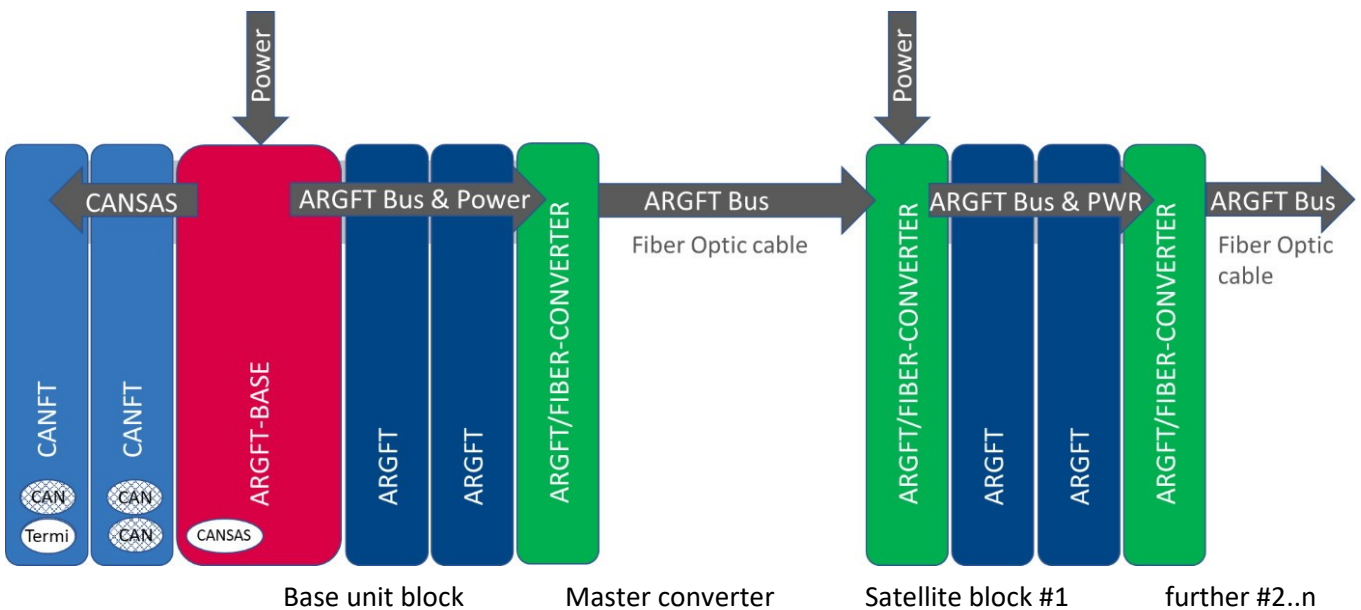 Power
Power
CANSAS
ARGFT Bus & Power
ARGFT Bus
ARGFT Bus & PWR
ARGFT Bus
Fiber Optic cable
Fiber Optic
cable
CANFT
CANFT
ARGFT-BASE
ARGFT
ARGFT
ARGFT/FIBER-CONVERTER
ARGFT/FIBER-CONVERTER
ARGFT
ARGFT
ARGFT/FIBER-CONVERTER
CAN
CAN
Termi
CAN
CANSAS
Base unit block
Master converter
Satellite block #1
further #2..n